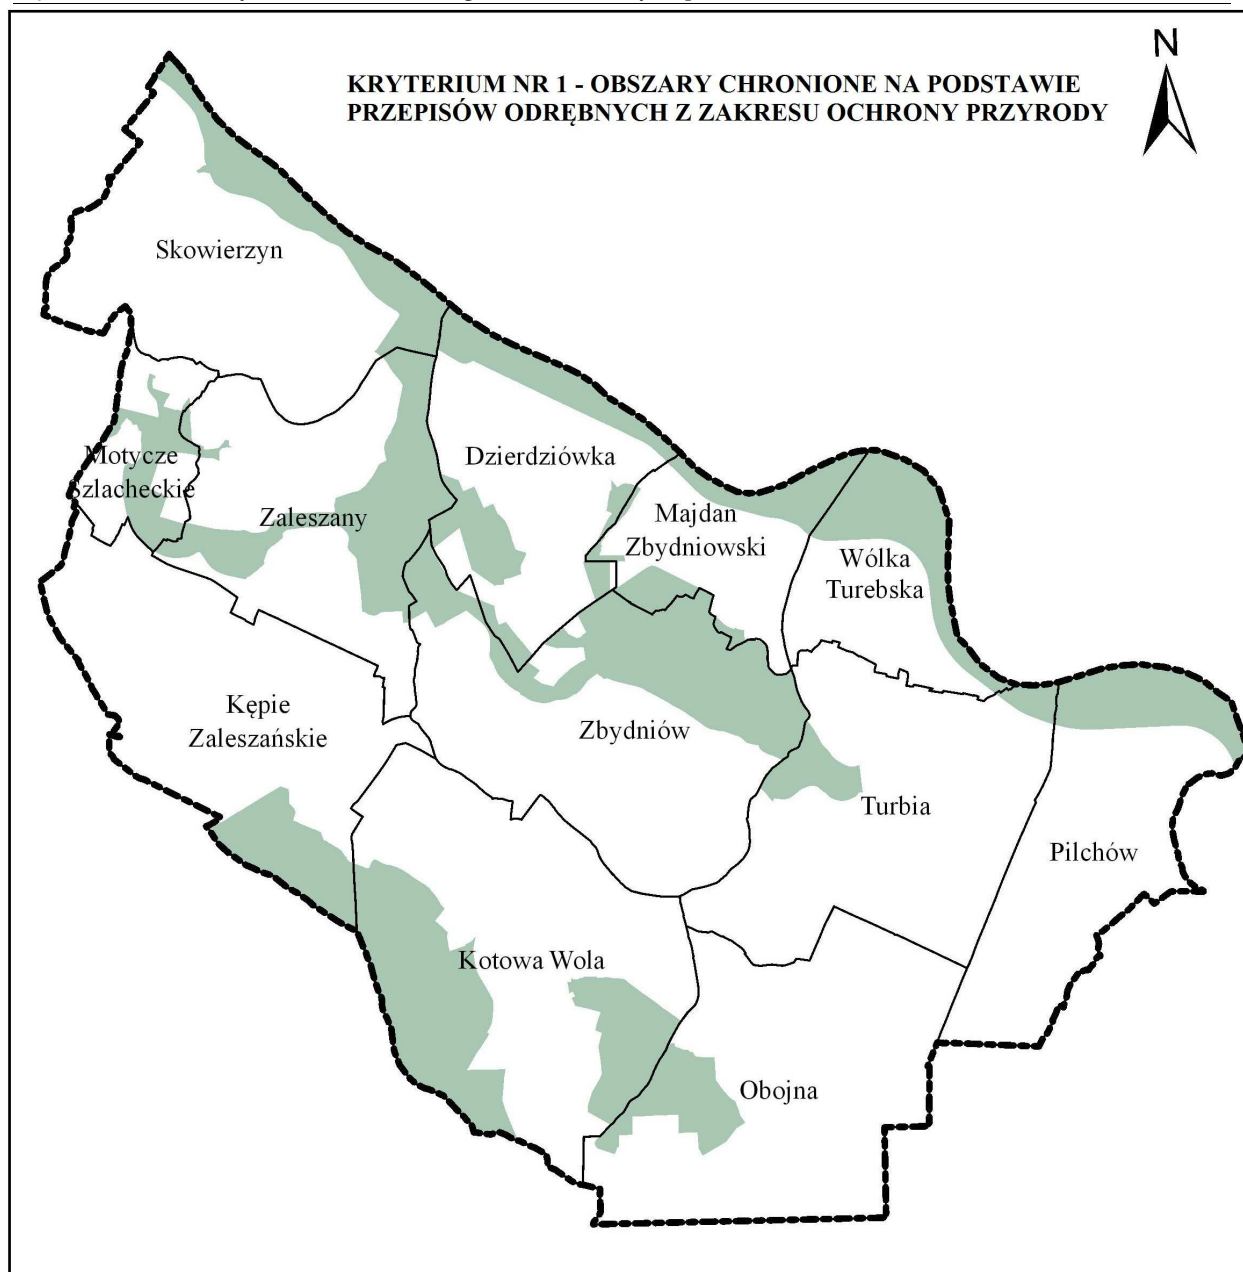 N
KRYTERIUM NR 1 - OBSZARY CHRONIONE NA PODSTAWIE
PRZEPISÓW ODRĘBNYCH Z ZAKRESU OCHRONY PRZYRODY
Skowierzyn
Motycze
Szlacheckie
Zaleszany
Dzierdziówka
Majdan
Zbydniowski
Wólka
Turebska
Kępie
Zaleszańskie
Zbydniów
Turbia
Pilchów
Kotowa Wola
Obojna